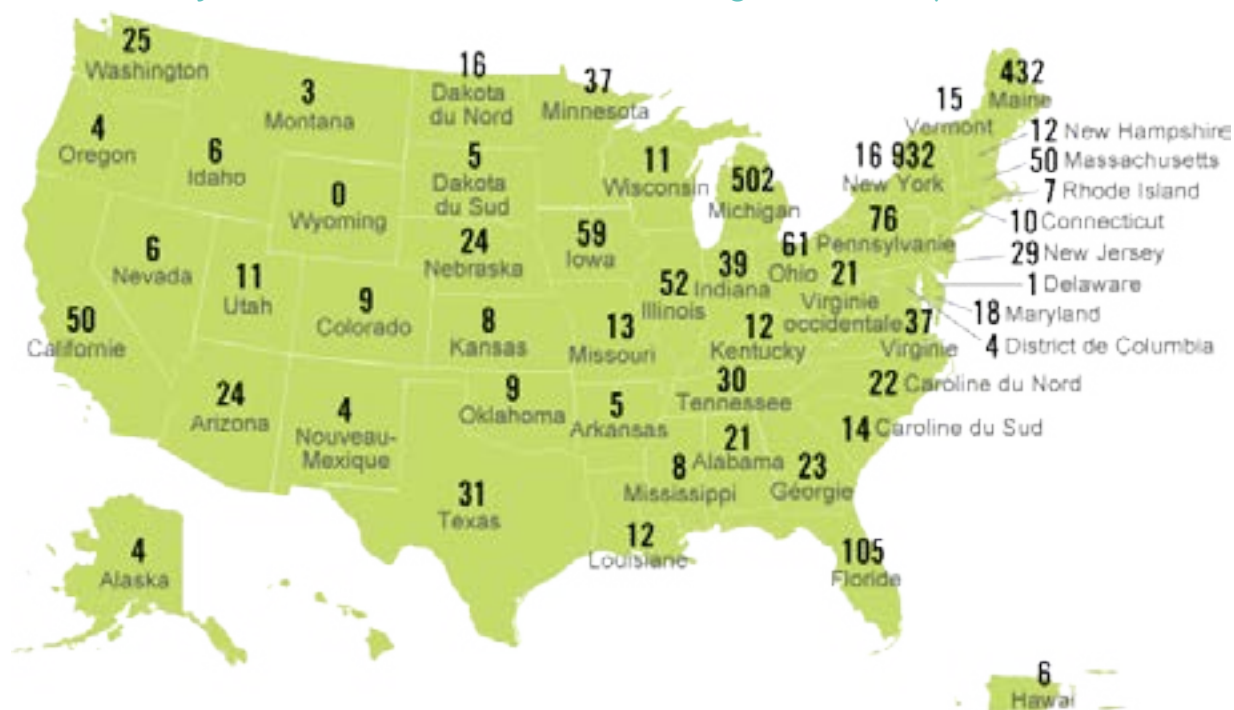 25
Washington
3
Montana
16
Dakota
du Nord
37
Minnesota
432
Maine
15
Vermont
12 New Hampshire
4
Oregon
6
Idaho
0
Wyoming
5
Dakota
du Sud
11
Wisconsin
502
Michigan
16 932
New York
50 Massachusetts
7 Rhode Island
10 Connecticut
6
Nevada
11
Utah
9
Colorado
24
Nebraska
59
Iowa
52
Illinois
39
Indiana
61
Ohio
76
Pennsylvanie
29 New Jersey
1 Delaware
21
Virginie
occidentale
18 Maryland
37
Virginie
4 District de Columbia
50
Californie
8
Kansas
13
Missouri
12
Kentucky
24
Arizona
4
Nouveau-
Mexique
9
Oklahoma
5
Arkansas
30
Tennessee
22 Caroline du Nord
14 Caroline du Sud
31
Texas
8
Mississippi
21
Alabama
23
Géorgie
12
Louisiane
105
Floride
4
Alaska
6
Hawaï